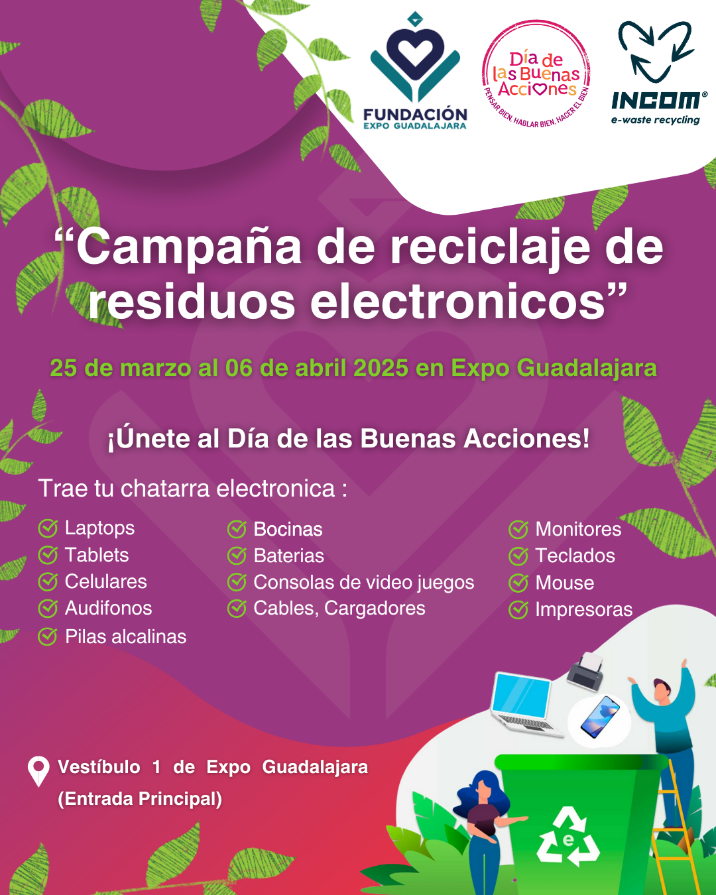 FUNDACIÓN
EXPO GUADALAJARA
Día de
las Buenas
Acciones
PENSAR BIEN, HABLAR BIEN, HACER EL BIEN
INCOM®
e-waste recycling
“Campaña de reciclaje de
residuos electronicos”
25 de marzo al 06 de abril 2025 en Expo Guadalajara
¡Únete al Día de las Buenas Acciones!
Trae tu chatarra electronica :
Laptops
Tablets
Celulares
Audifonos
Pilas alcalinas
Bocinas
Baterias
Consolas de video juegos
Cables, Cargadores
Monitores
Teclados
Mouse
Impresoras
Vestíbulo 1 de Expo Guadalajara
(Entrada Principal)
e